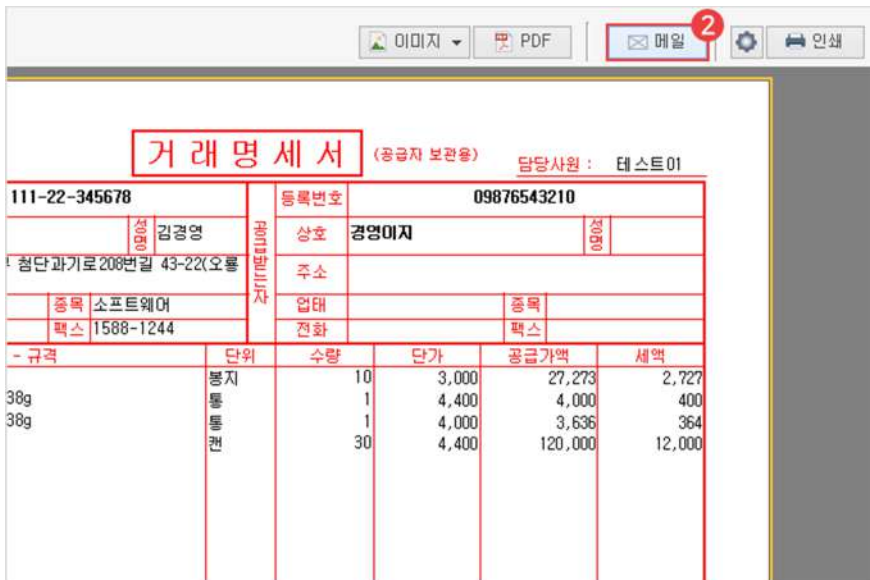 이미지 PDF 메일 2 인쇄
거래명세서 (공급자 보관용) 담당사원 : 테스트01
111-22-345678 공급받는자 등록번호 09876543210
성명 김경영 상호 경영이지 성명
첨단과기로208번길 43-22(오룡 주소
종목 소프트웨어 업태 종목
팩스 1588-1244 전화 팩스
- 규격 단위 수량 단가 공급가액 세액
봉지 10 3,000 27,273 2,727
38g 통 1 4,400 4,000 400
38g 통 1 4,000 3,636 364
캔 30 4,400 120,000 12,000